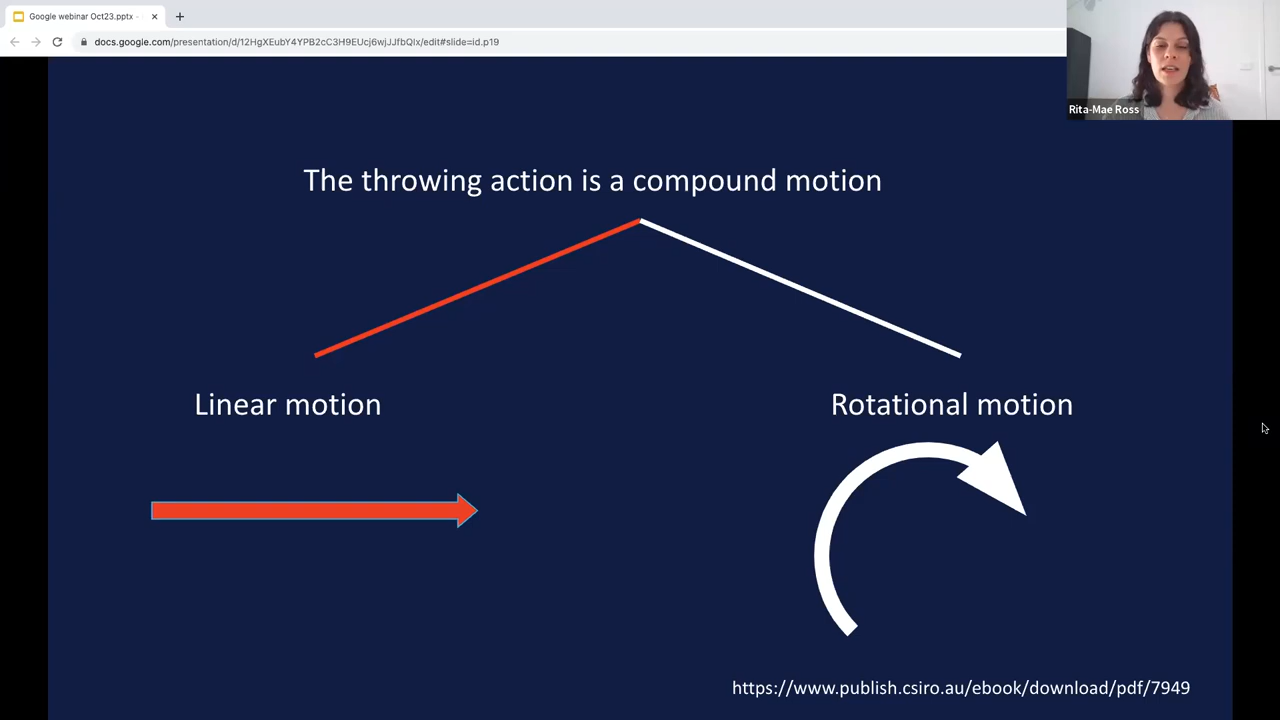 Google webinar Oct23.pptx -
docs.google.com/presentation/d/12HgXEubY4YPB2cC3H9EUcj6wjJJfbQIx/edit#slide=id.p19
Rita-Mae Ross
The throwing action is a compound motion
Linear motion
Rotational motion
https://www.publish.csiro.au/ebook/download/pdf/7949